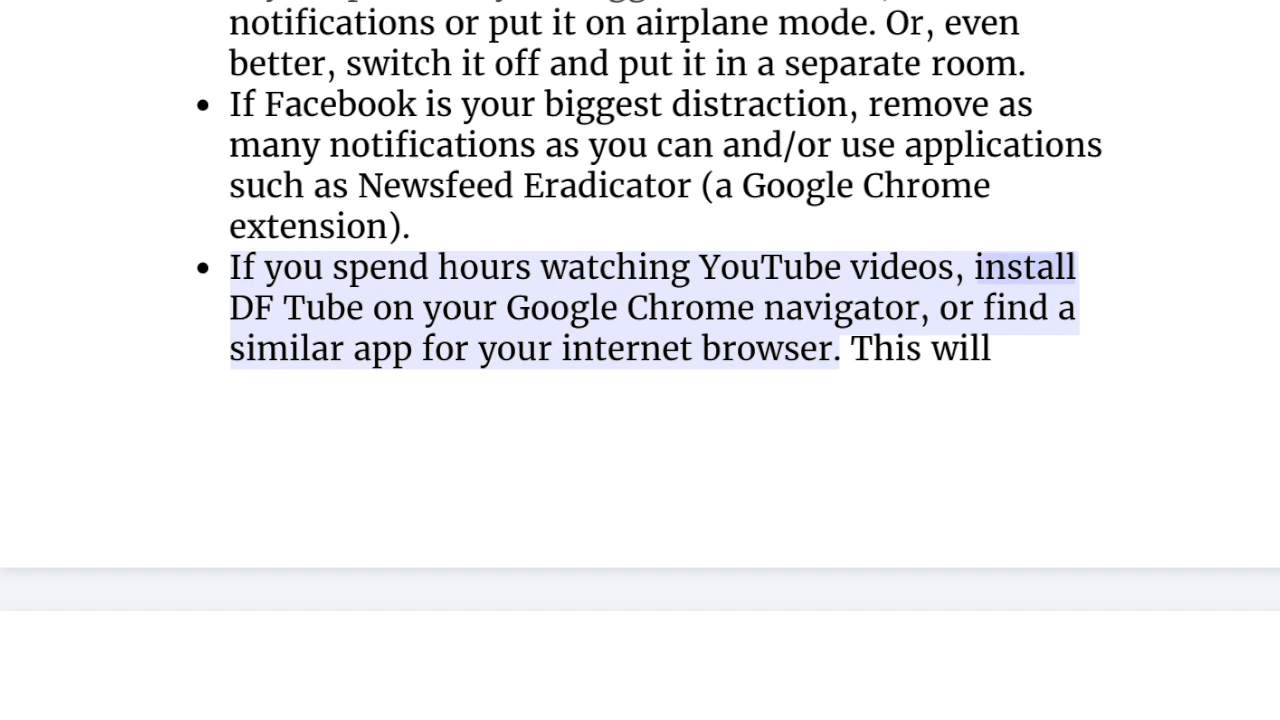 notifications or put it on airplane mode. Or, even
better, switch it off and put it in a separate room.
• If Facebook is your biggest distraction, remove as
many notifications as you can and/or use applications
such as Newsfeed Eradicator (a Google Chrome
extension).
• If you spend hours watching YouTube videos, install
DF Tube on your Google Chrome navigator, or find a
similar app for your internet browser. This will